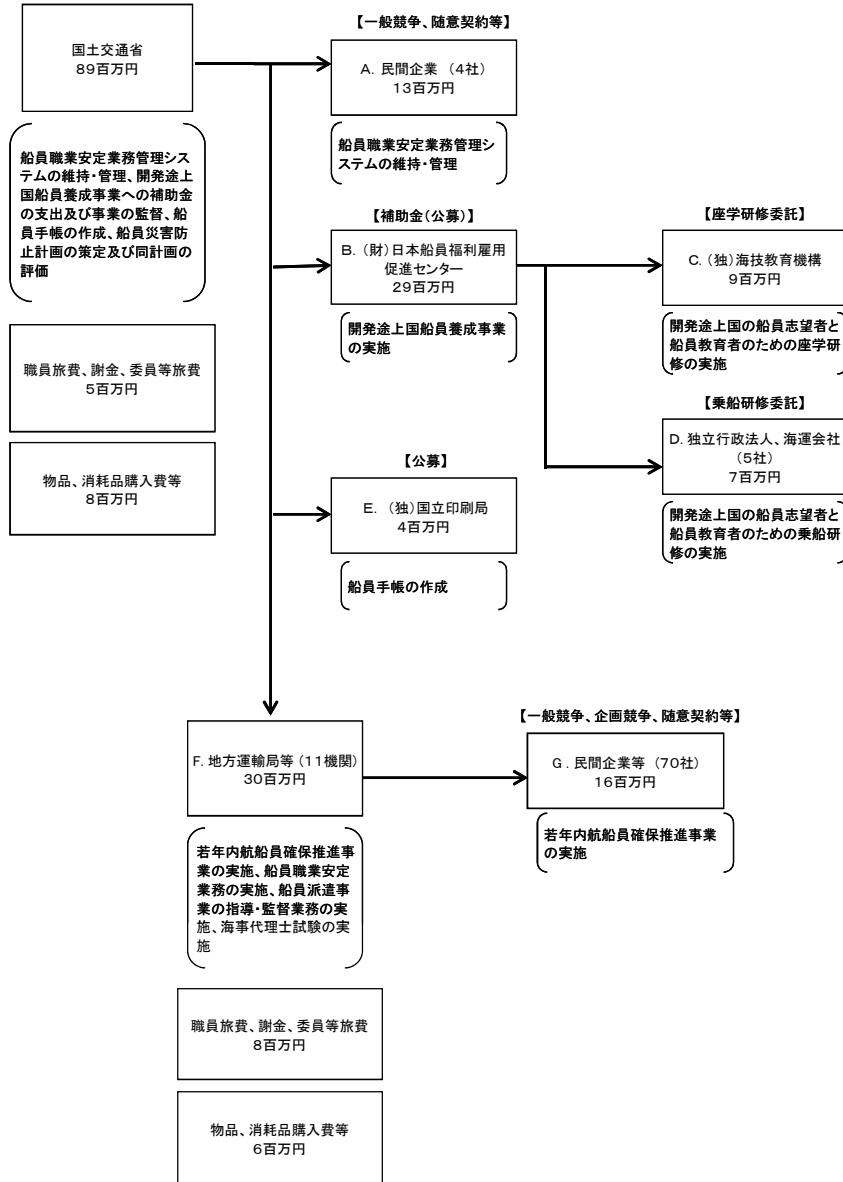 国土交通省
89百万円
船員職業安定業務管理シス
テムの維持・管理、開発途上
国船員養成事業への補助金
の支出及び事業の監督、船
員手帳の作成、船員災害防
止計画の策定及び同計画の
評価
職員旅費、謝金、委員等旅費
5百万円
物品、消耗品購入費等
8百万円
【一般競争、随意契約等】
A. 民間企業 (4社)
13百万円
船員職業安定業務管理シ
ステムの維持・管理
【補助金(公募)】
B. (財)日本船員福利雇用
促進センター
29百万円
開発途上国船員養成事業
の実施
【座学研修委託】
C. (独)海技教育機構
9百万円
開発途上国の船員志望者と
船員教育者のための座学研
修の実施
【乗船研修委託】
D. 独立行政法人、海運会社
(5社)
7百万円
開発途上国の船員志望者と
船員教育者のための乗船研
修の実施
【公募】
E. (独)国立印刷局
4百万円
船員手帳の作成
F. 地方運輸局等 (11機関)
30百万円
若年内航船員確保推進事
業の実施、船員職業安定
業務の実施、船員派遣事
業の指導・監督業務の実
施、海事代理士試験の実
施
【一般競争、企画競争、随意契約等】
G . 民間企業等 (70社)
16百万円
若年内航船員確保推進事業
の実施
職員旅費、謝金、委員等旅費
8百万円
物品、消耗品購入費等
6百万円